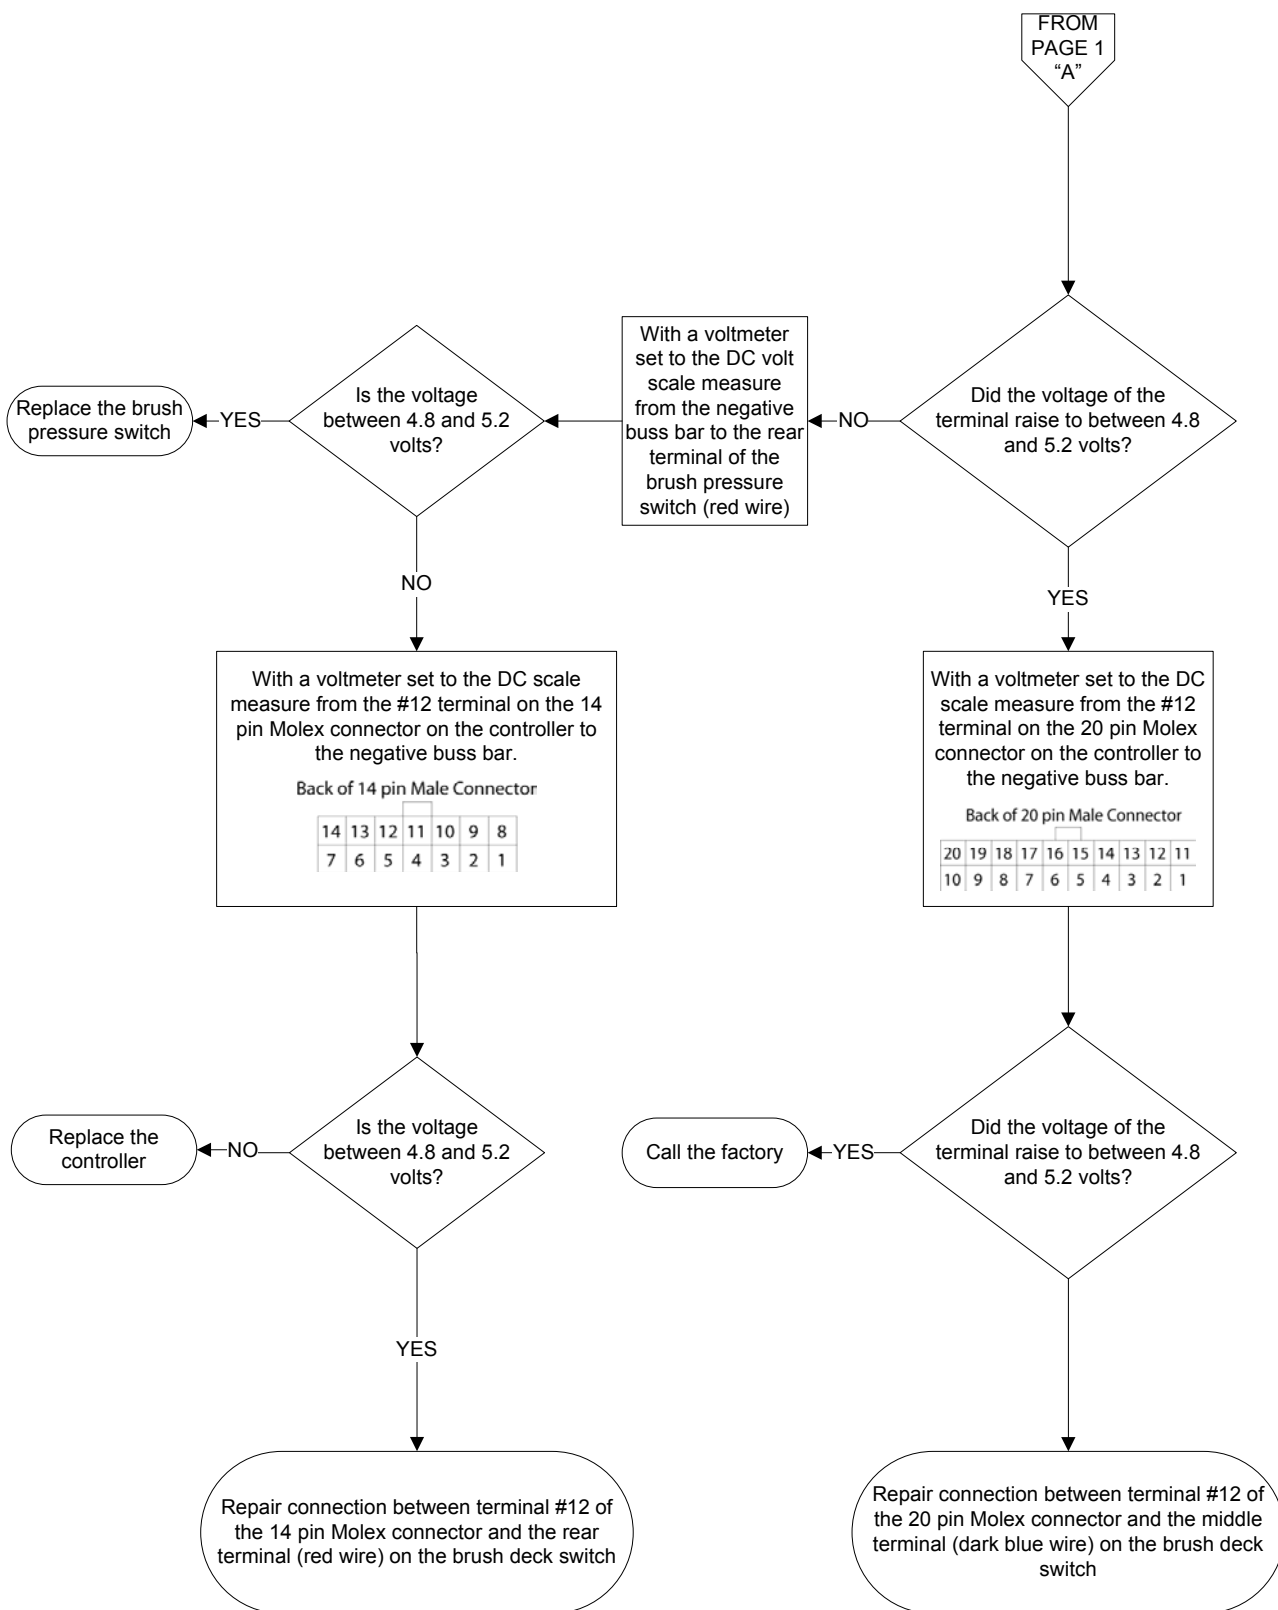 FROM
PAGE 1
“A”
Did the voltage of the
terminal raise to between 4.8
and 5.2 volts?
NO
With a voltmeter
set to the DC volt
scale measure
from the negative
buss bar to the rear
terminal of the
brush pressure
switch (red wire)
Is the voltage
between 4.8 and 5.2
volts?
YES
Replace the brush
pressure switch
NO
YES
With a voltmeter set to the DC scale
measure from the #12 terminal on the 14
pin Molex connector on the controller to
the negative buss bar.
Back of 14 pin Male Connector
14 13 12 11 10 9 8
7 6 5 4 3 2 1
With a voltmeter set to the DC
scale measure from the #12
terminal on the 20 pin Molex
connector on the controller to
the negative buss bar.
Back of 20 pin Male Connector
20 19 18 17 16 15 14 13 12 11
10 9 8 7 6 5 4 3 2 1
Is the voltage
between 4.8 and 5.2
volts?
NO
Replace the
controller
Did the voltage of the
terminal raise to between 4.8
and 5.2 volts?
YES
Call the factory
YES
Repair connection between terminal #12 of
the 14 pin Molex connector and the rear
terminal (red wire) on the brush deck switch
Repair connection between terminal #12 of
the 20 pin Molex connector and the middle
terminal (dark blue wire) on the brush deck
switch